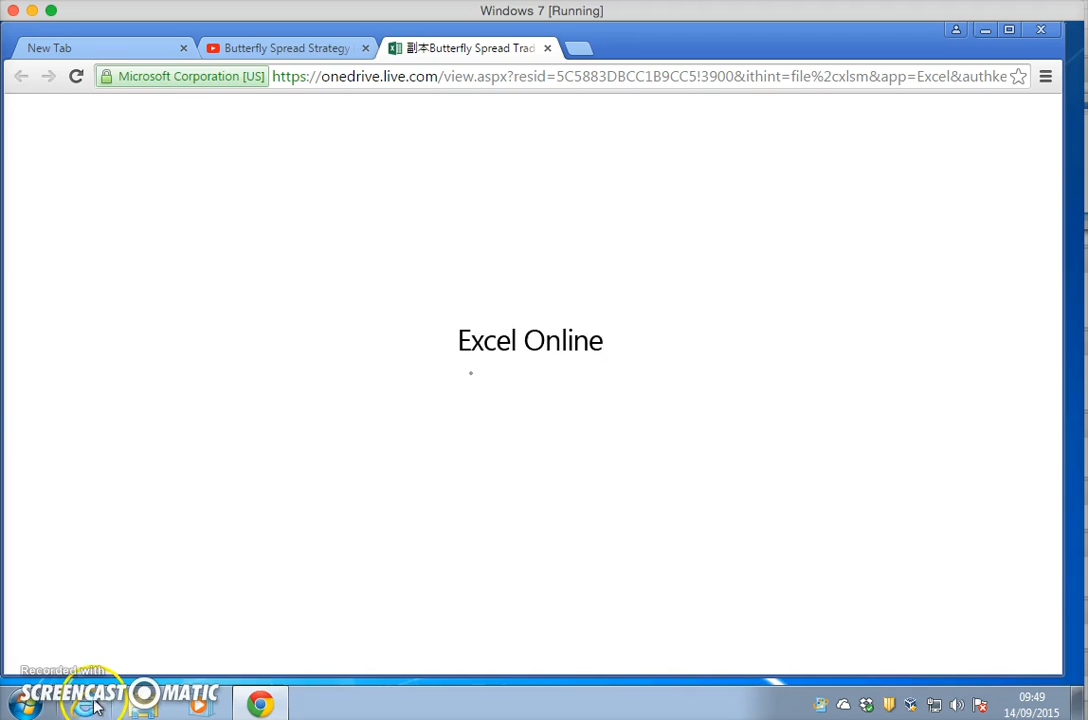 Windows 7 [Running]
New Tab
Butterfly Spread Strategy
副本Butterfly Spread Trad
Microsoft Corporation [US]
https://onedrive.live.com/view.aspx?resid=5C5883DBCC1B9CC5!3900&ithint=file%2cxlsm&app=Excel&authke
Excel Online
Recorded with
SCREENCAST MATIC
09:49
14/09/2015